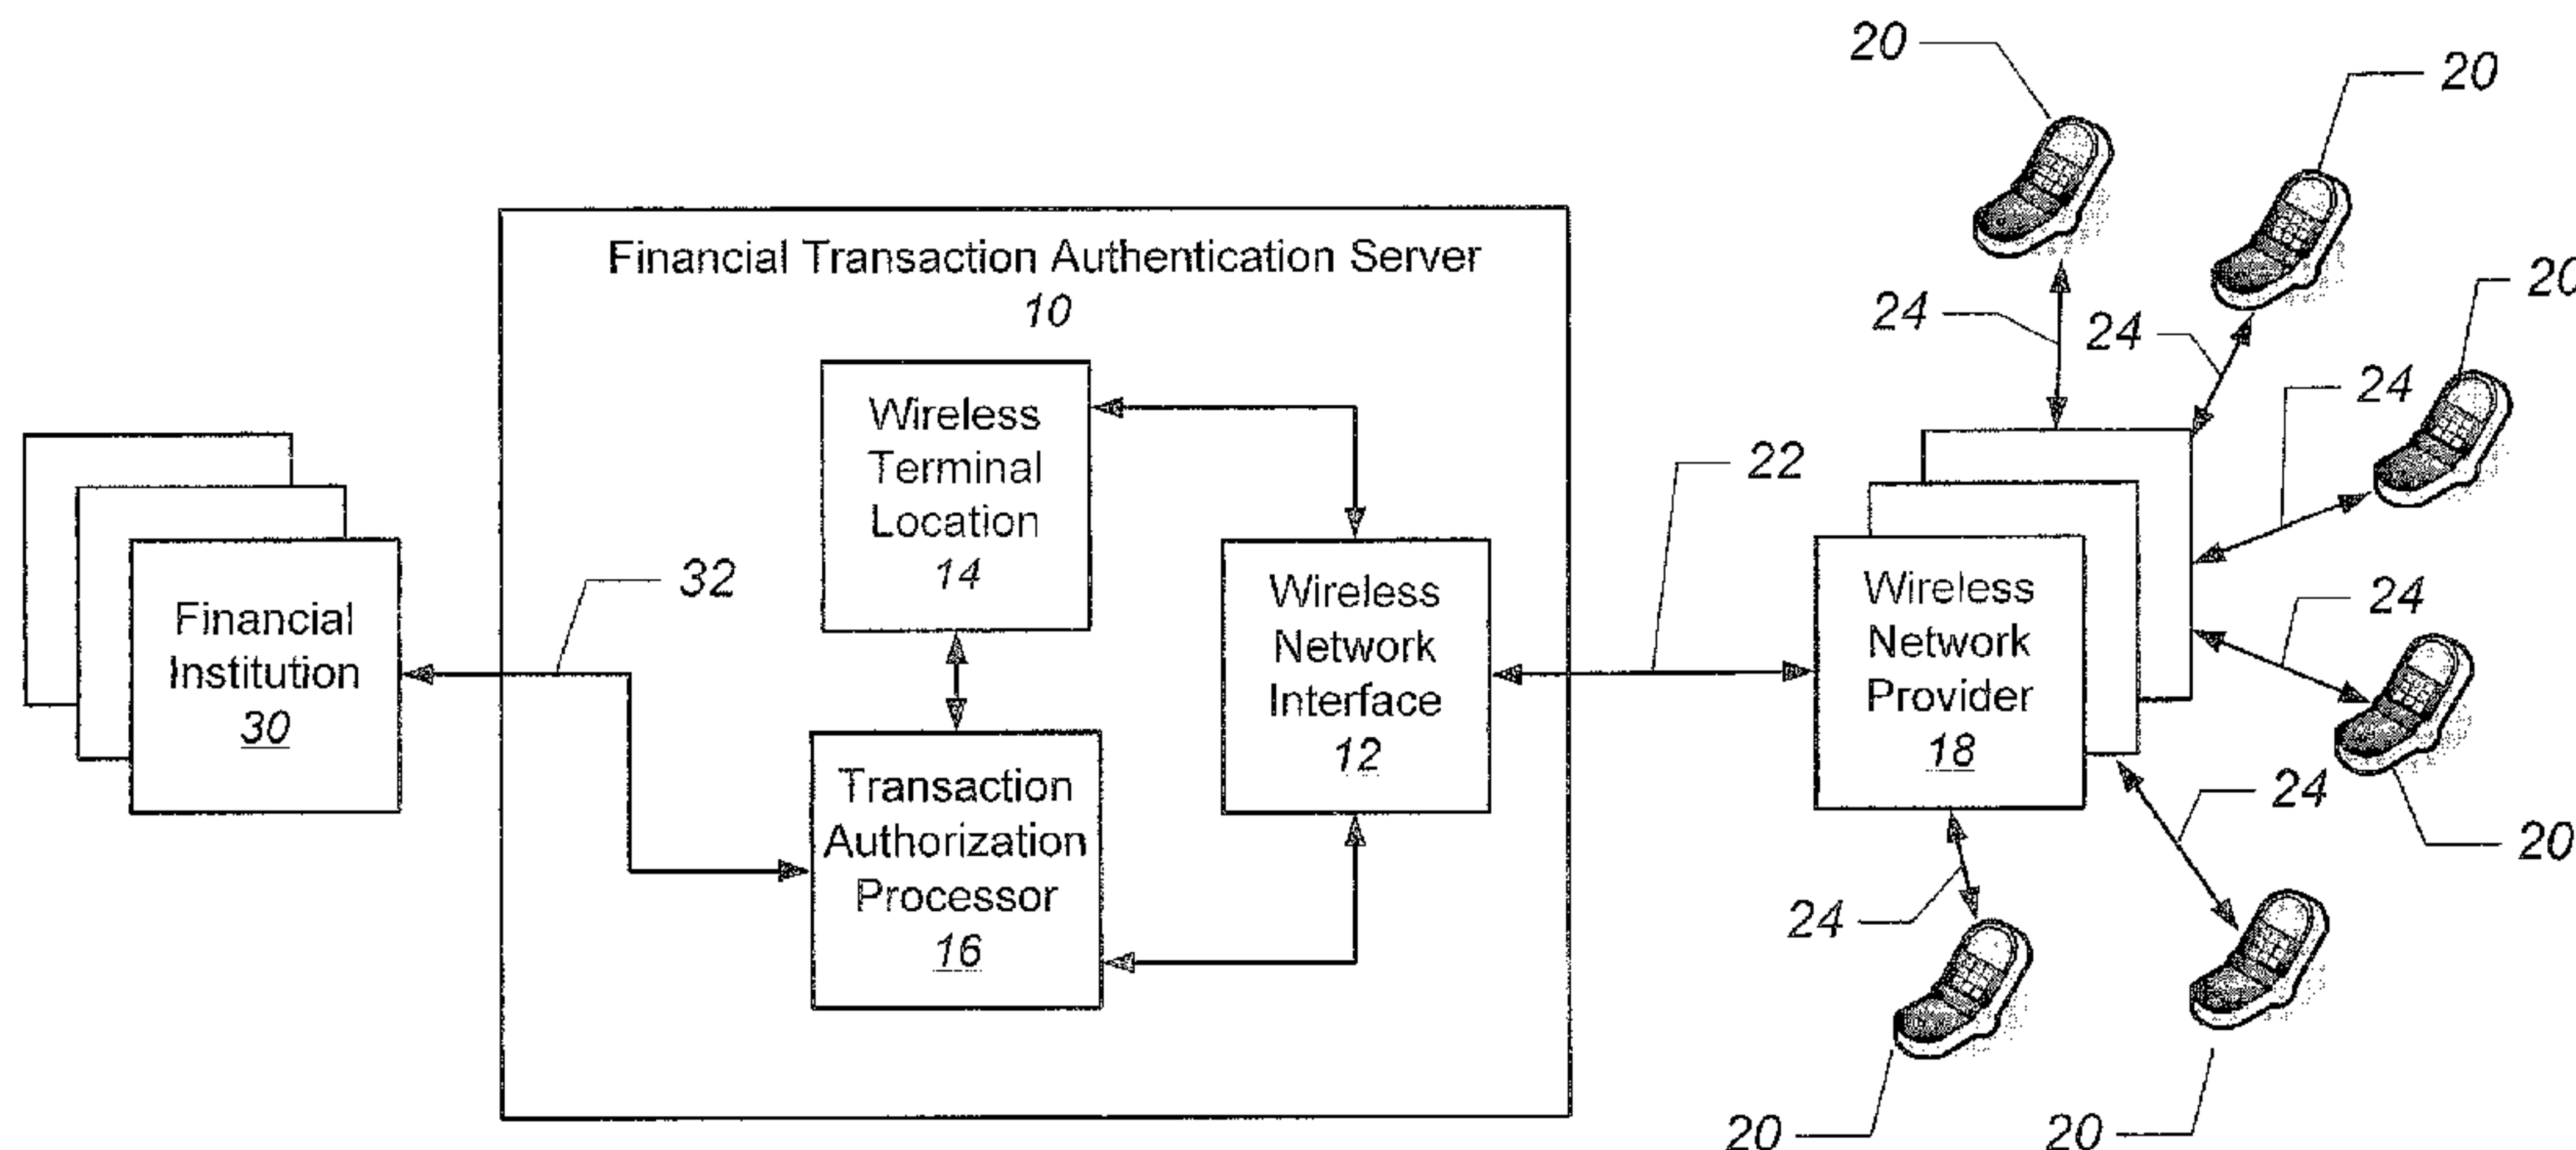 20
20
Financial Transaction Authentication Server
10
20
24
24
24
Wireless
Terminal
Location
14
22
32
Financial
Institution
30
Wireless
Network
Interface
12
Wireless
Network
Provider
18
24
Transaction
Authorization
Processor
16
24
20
24
20
20